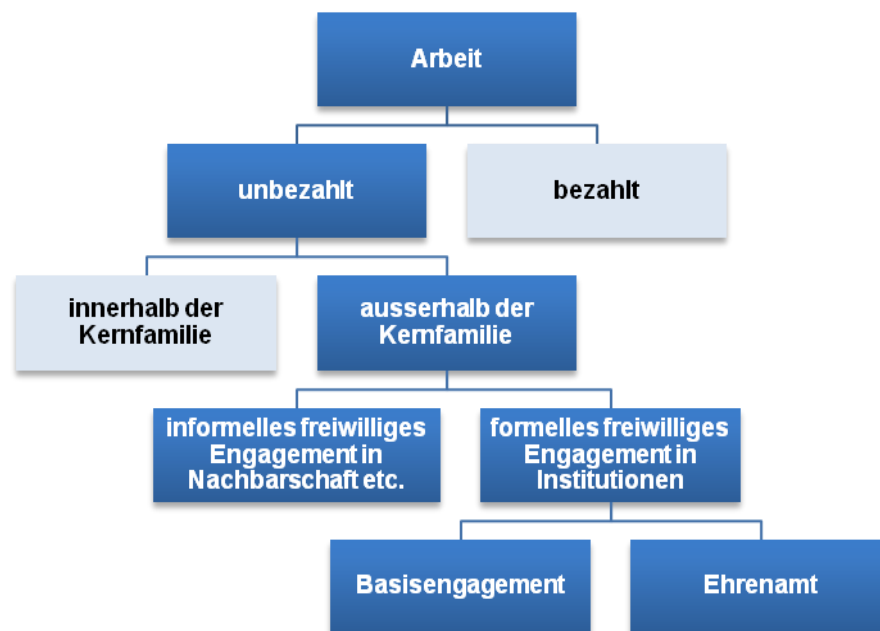 Arbeit
unbezahlt
bezahlt
innerhalb der
Kernfamilie
ausserhalb der
Kernfamilie
informelles freiwilliges
Engagement in
Nachbarschaft etc.
formelles freiwilliges
Engagement in
Institutionen
Basisengagement
Ehrenamt